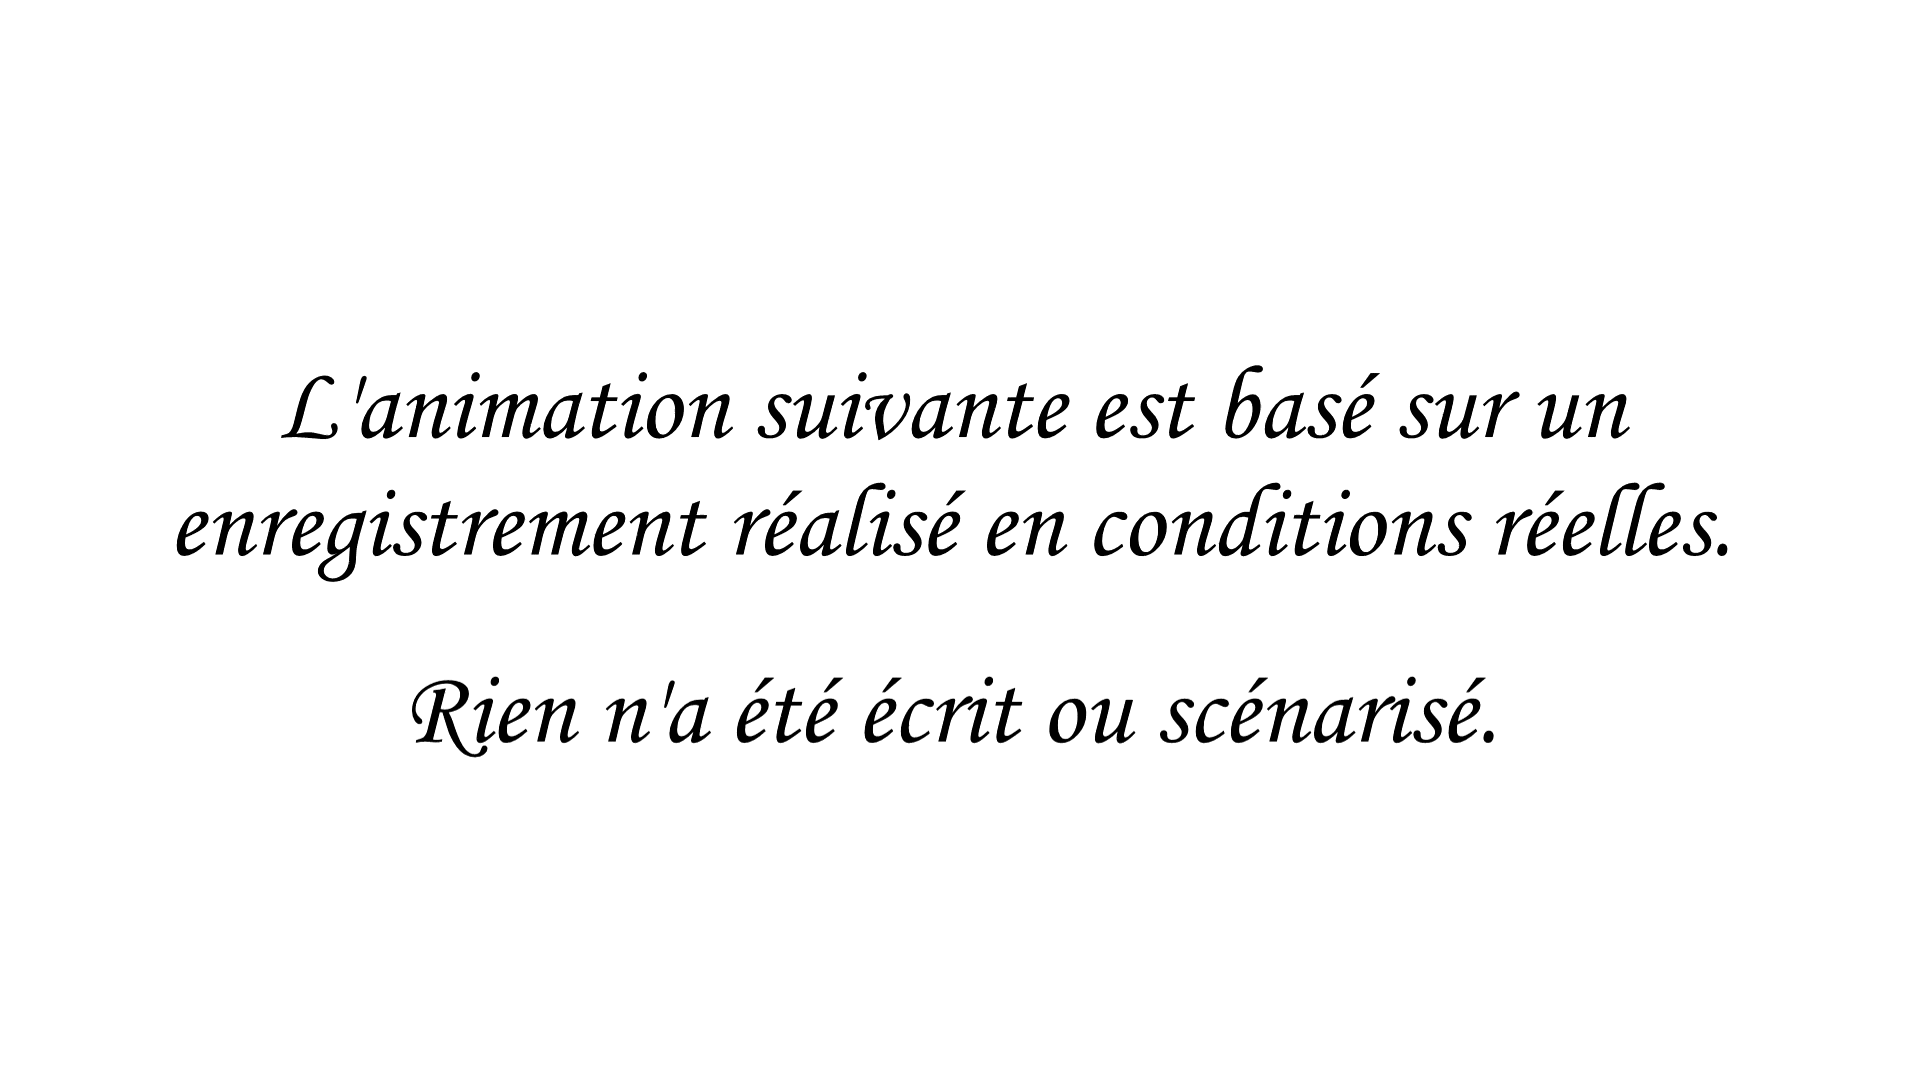 L'animation suivante est basé sur un
enregistrement réalisé en conditions réelles.
Rien n'a été écrit ou scénarisé.